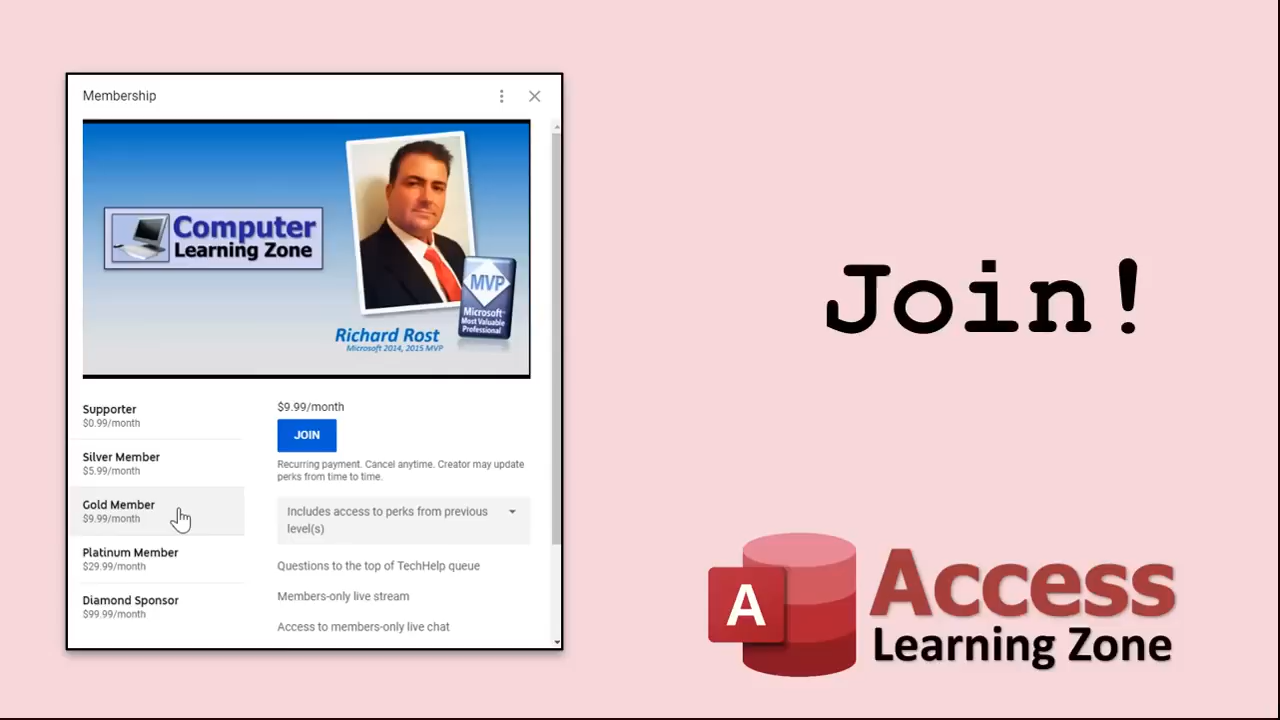 Membership
Computer
Learning Zone
MVP
Microsoft
Most Valuable
Professional
Richard Rost
Microsoft 2014, 2015 MVP
Supporter
$0.99/month
Silver Member
$5.99/month
Gold Member
$9.99/month
Platinum Member
$29.99/month
Diamond Sponsor
$99.99/month
$9.99/month
JOIN
Recurring payment. Cancel anytime. Creator may update
perks from time to time.
Includes access to perks from previous
level(s)
Questions to the top of TechHelp queue
Members-only live stream
Access to members-only live chat
Join!
A
Access
Learning Zone